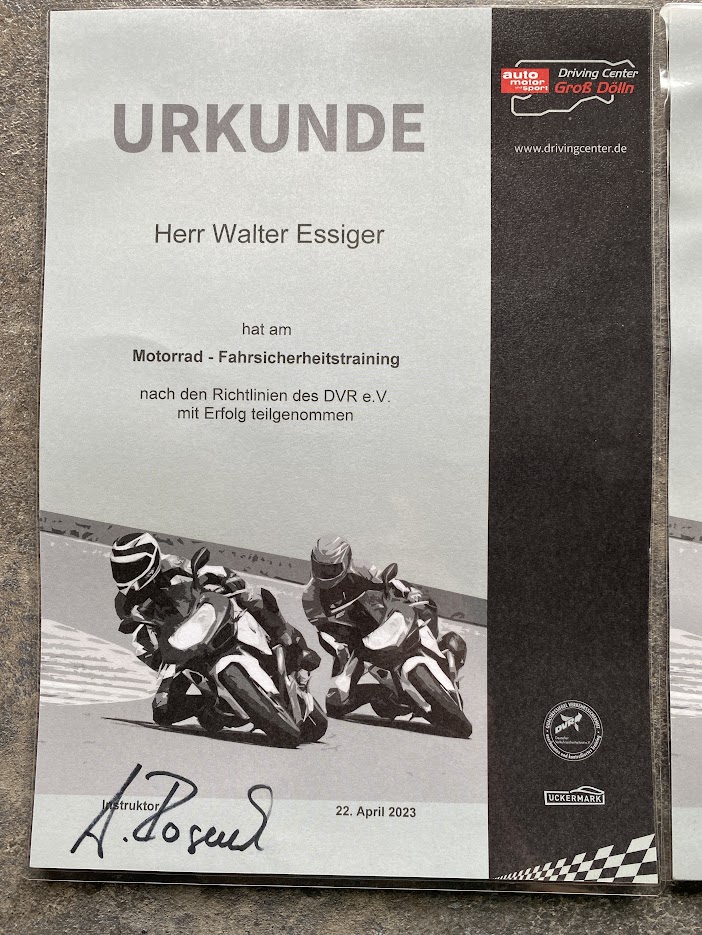 URKUNDE
Herr Walter Essiger
hat am
Motorrad - Fahrsicherheitstraining
nach den Richtlinien des DVR e.V.
mit Erfolg teilgenommen
Instruktor
22. April 2023
auto
motor
und sport
Driving Center
Groß Dölln
www.drivingcenter.de
DVR
UCKERMARK